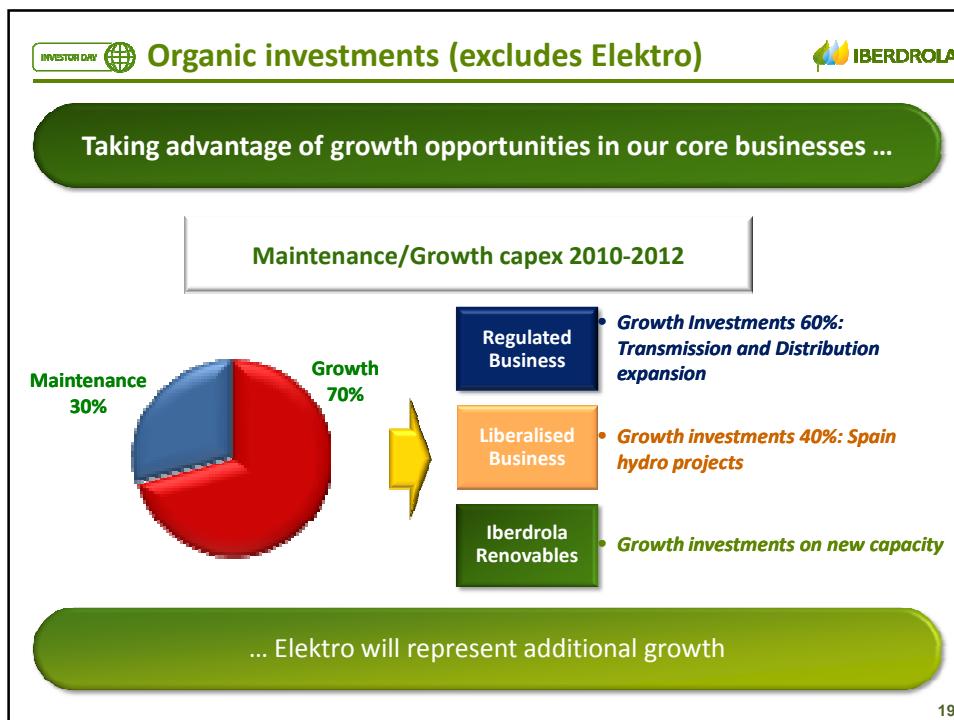 INVESTOR DAY
Organic investments (excludes Elektro)
IBERDROLA
Taking advantage of growth opportunities in our core businesses …
Maintenance/Growth capex 2010-2012
Maintenance
30%
Growth
70%
Regulated
Business
• Growth Investments 60%:
Transmission and Distribution
expansion
Liberalised
Business
• Growth investments 40%: Spain
hydro projects
Iberdrola
Renovables
• Growth investments on new capacity
… Elektro will represent additional growth
19